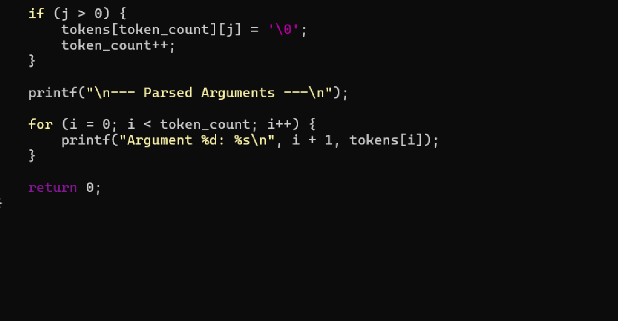 if (j > 0) {
    tokens[token_count][j] = '\0';
    token_count++;
}
printf("\n--- Parsed Arguments ---\n");
for (i = 0; i < token_count; i++) {
    printf("Argument %d: %s\n", i + 1, tokens[i]);
}
return 0;